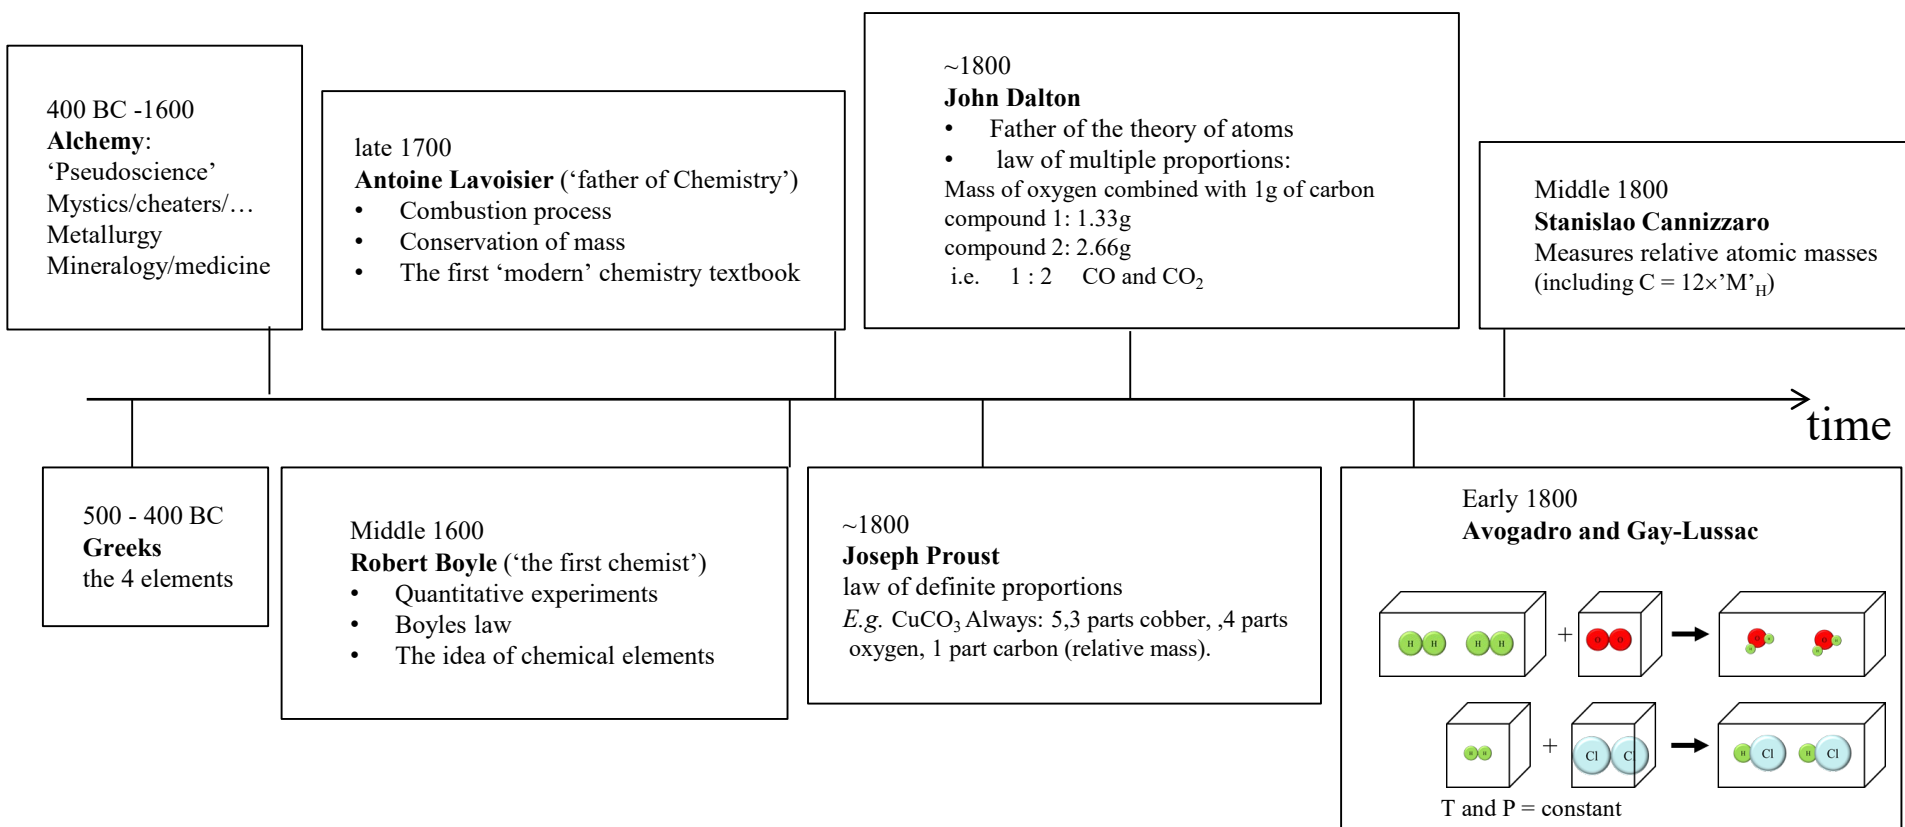 400 BC -1600
Alchemy:
‘Pseudoscience’
Mystics/cheaters/…
Metallurgy
Mineralogy/medicine
late 1700
Antoine Lavoisier (‘father of Chemistry’)
• Combustion process
• Conservation of mass
• The first ‘modern’ chemistry textbook
~1800
John Dalton
• Father of the theory of atoms
• law of multiple proportions:
Mass of oxygen combined with 1g of carbon
compound 1: 1.33g
compound 2: 2.66g
i.e. 1 : 2 CO and CO₂
Middle 1800
Stanislao Cannizzaro
Measures relative atomic masses
(including C = 12×’M’H)
time
500 - 400 BC
Greeks
the 4 elements
Middle 1600
Robert Boyle (‘the first chemist’)
• Quantitative experiments
• Boyles law
• The idea of chemical elements
~1800
Joseph Proust
law of definite proportions
E.g. CuCO₃ Always: 5,3 parts cobber, ,4 parts
oxygen, 1 part carbon (relative mass).
Early 1800
Avogadro and Gay-Lussac
H H H H + O O O H H O H H
H H + Cl Cl H Cl H Cl
T and P = constant